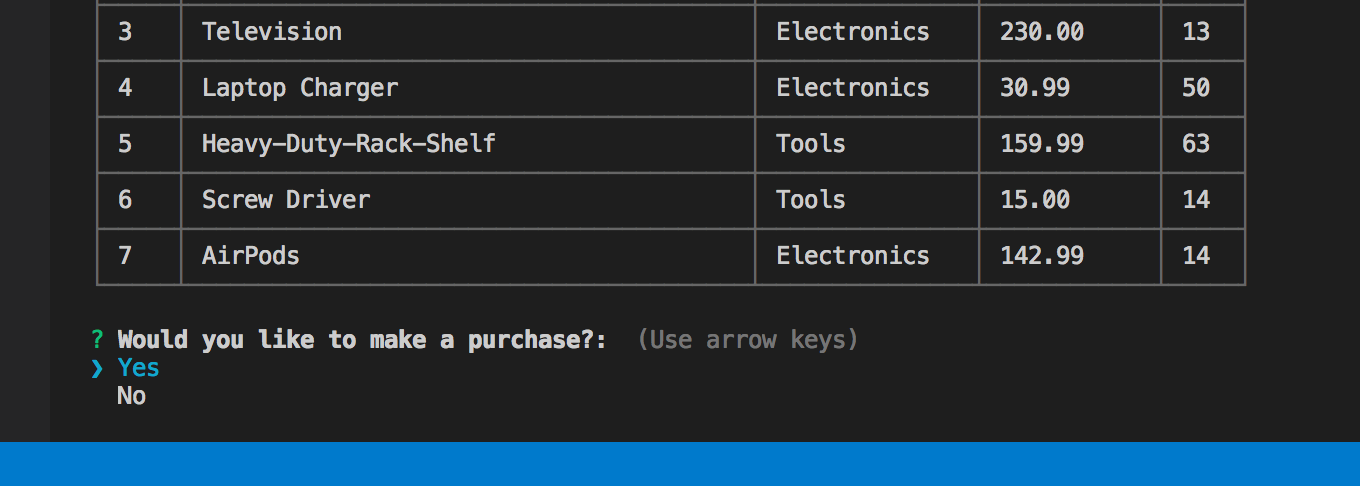 3 Television Electronics 230.00 13
4 Laptop Charger Electronics 30.99 50
5 Heavy-Duty-Rack-Shelf Tools 159.99 63
6 Screw Driver Tools 15.00 14
7 AirPods Electronics 142.99 14
? Would you like to make a purchase?: (Use arrow keys)
❯ Yes
No